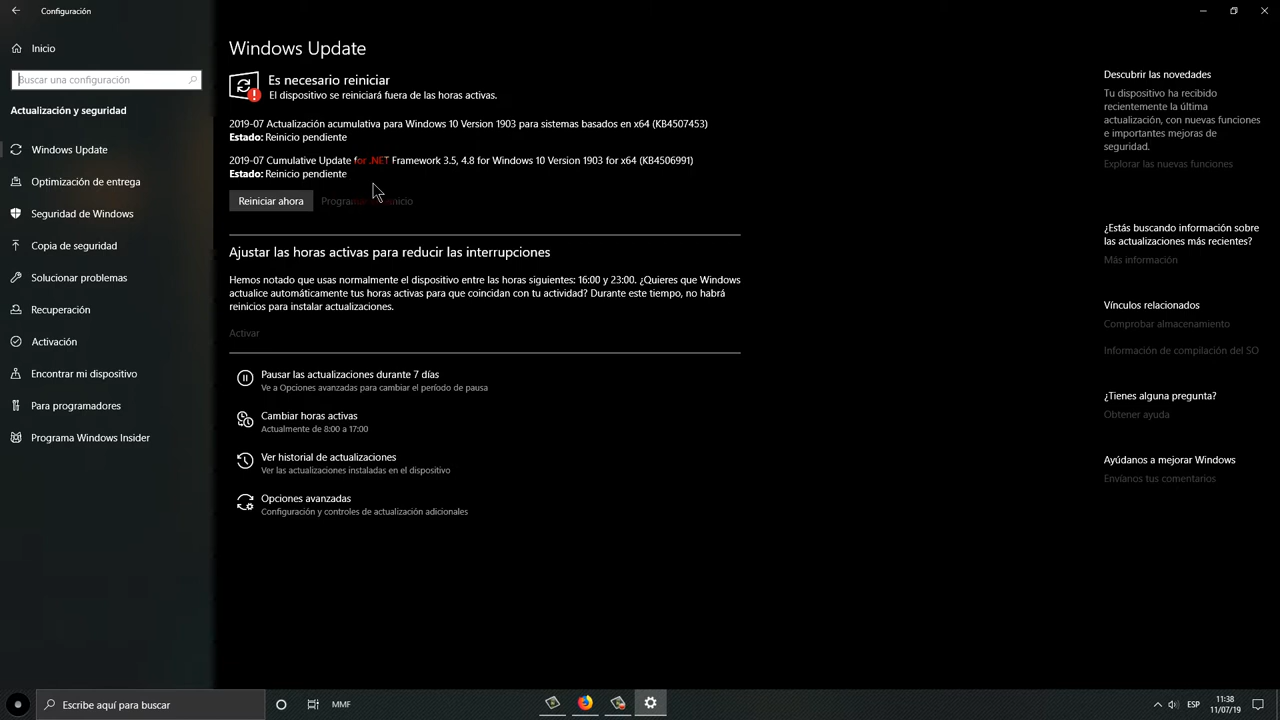 Configuración
Inicio
Buscar una configuración
Actualización y seguridad
Windows Update
Optimización de entrega
Seguridad de Windows
Copia de seguridad
Solucionar problemas
Recuperación
Activación
Encontrar mi dispositivo
Para programadores
Programa Windows Insider
Windows Update
Es necesario reiniciar
El dispositivo se reiniciará fuera de las horas activas.
2019-07 Actualización acumulativa para Windows 10 Version 1903 para sistemas basados en x64 (KB4507453)
Estado: Reinicio pendiente
2019-07 Cumulative Update for .NET Framework 3.5, 4.8 for Windows 10 Version 1903 for x64 (KB4506991)
Estado: Reinicio pendiente
Reiniciar ahora
Programar el reinicio
Ajustar las horas activas para reducir las interrupciones
Hemos notado que usas normalmente el dispositivo entre las horas siguientes: 16:00 y 23:00. ¿Quieres que Windows
actualice automáticamente tus horas activas para que coincidan con tu actividad? Durante este tiempo, no habrá
reinicios para instalar actualizaciones.
Activar
Pausar las actualizaciones durante 7 días
Ve a Opciones avanzadas para cambiar el período de pausa
Cambiar horas activas
Actualmente de 8:00 a 17:00
Ver historial de actualizaciones
Ver las actualizaciones instaladas en el dispositivo
Opciones avanzadas
Configuración y controles de actualización adicionales
Descubrir las novedades
Tu dispositivo ha recibido
recientemente la última
actualización, con nuevas funciones
e importantes mejoras de
seguridad.
Explorar las nuevas funciones
¿Estás buscando información sobre
las actualizaciones más recientes?
Más información
Vínculos relacionados
Comprobar almacenamiento
Información de compilación del SO
¿Tienes alguna pregunta?
Obtener ayuda
Ayúdanos a mejorar Windows
Envíanos tus comentarios
Escribe aquí para buscar
MMF
ESP
11:38
11/07/19